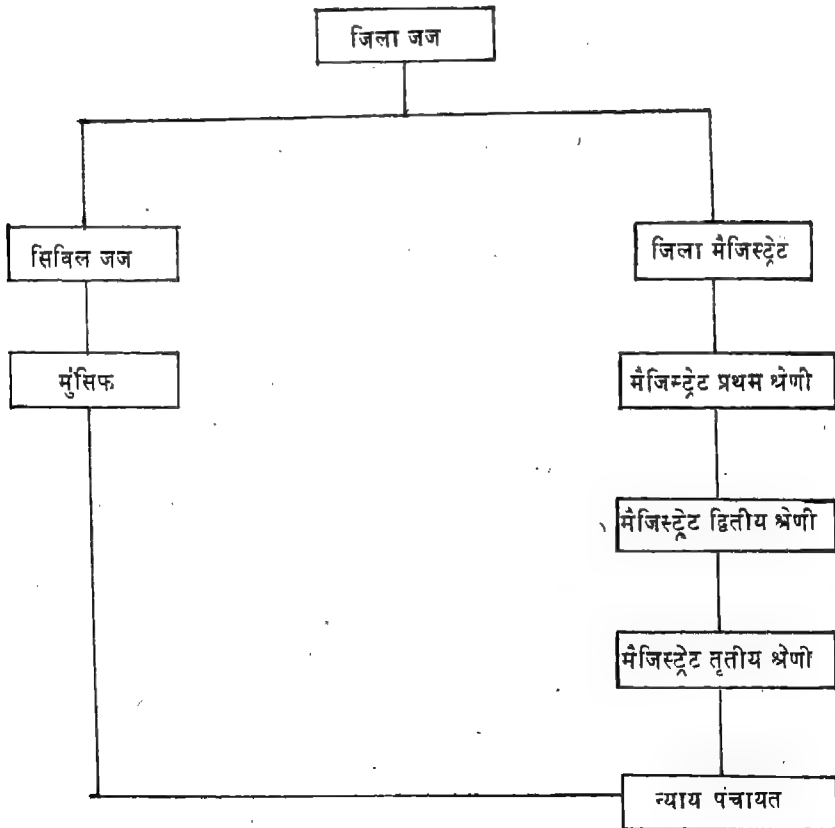 जिला जज
सिविल जज
जिला मैजिस्ट्रेट
मुंसिफ
मैजिस्ट्रेट प्रथम श्रेणी
मैजिस्ट्रेट द्वितीय श्रेणी
मैजिस्ट्रेट तृतीय श्रेणी
न्याय पंचायत